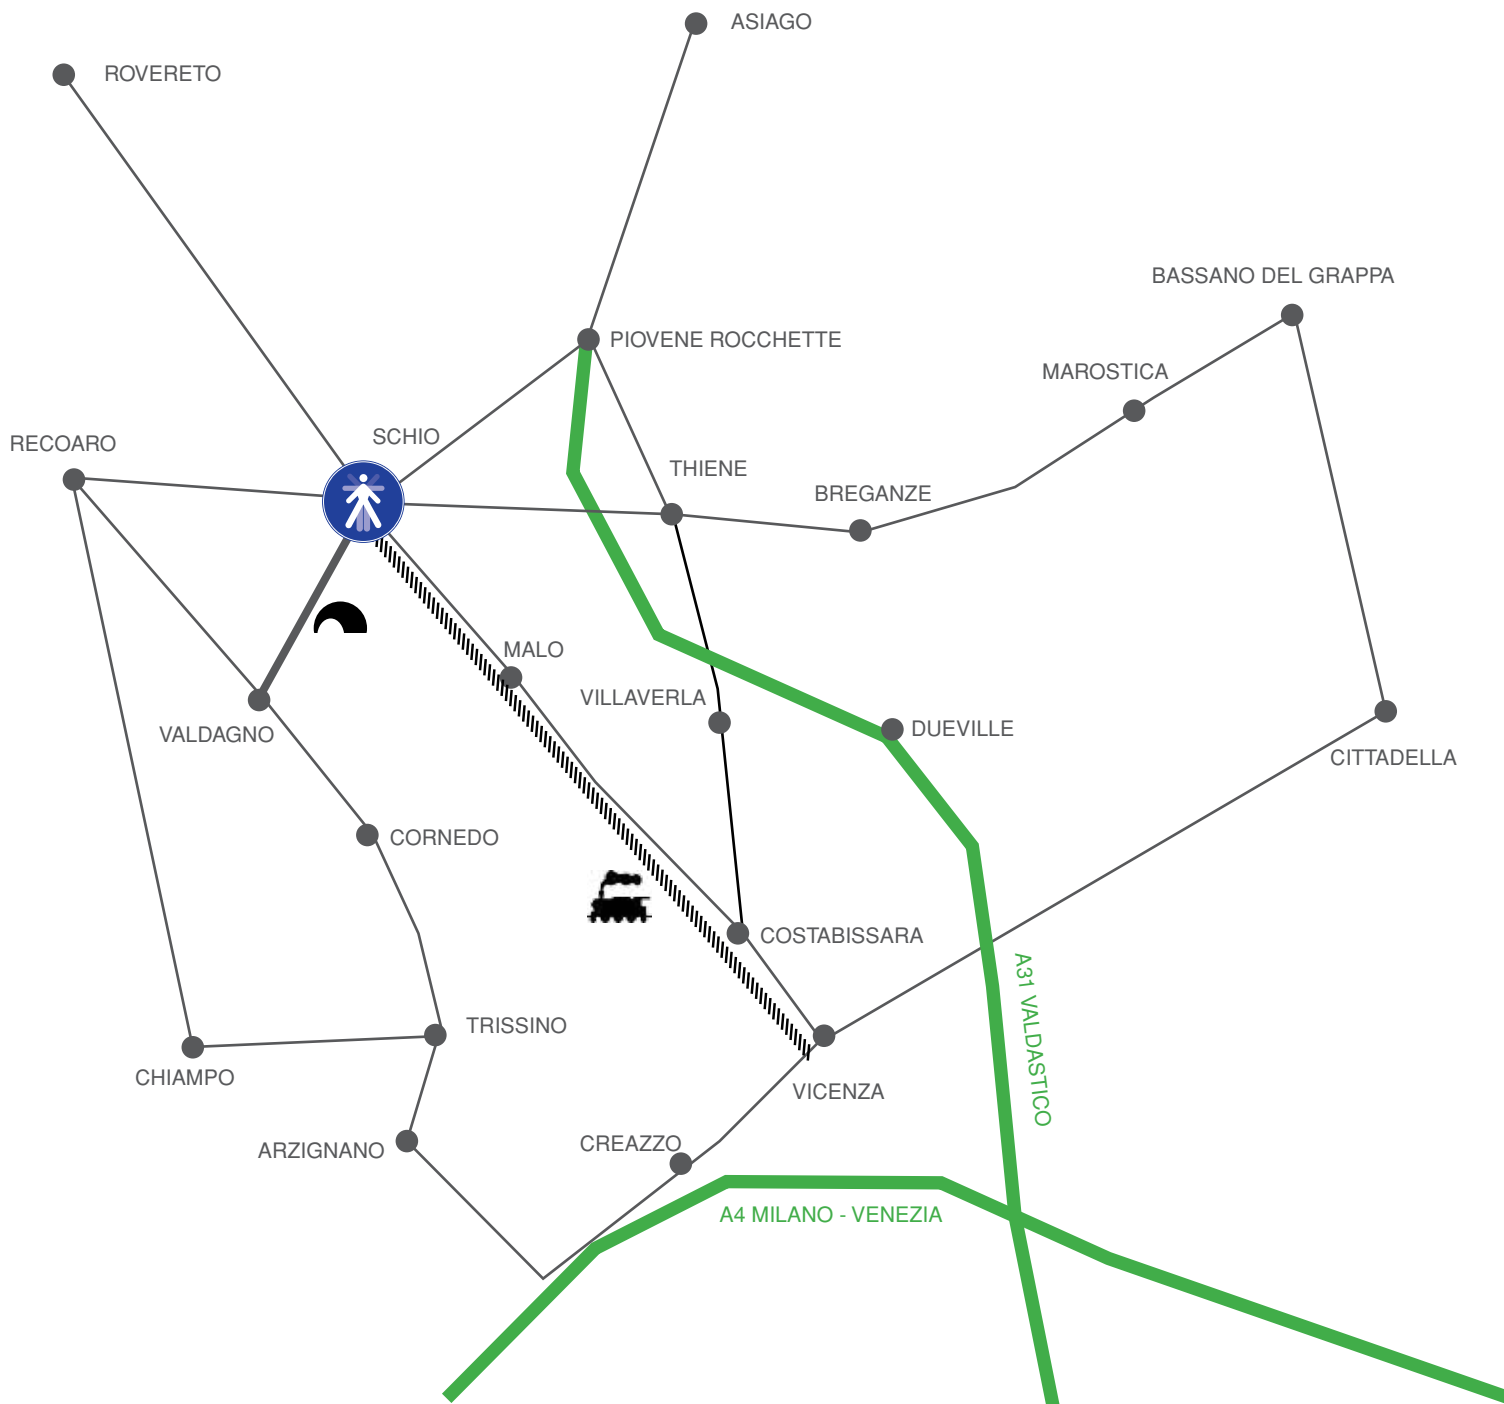 ASIAGO
ROVERETO
BASSANO DEL GRAPPA
PIOVENE ROCCHETTE
MAROSTICA
SCHIO
RECOARO
THIENE
BREGANZE
MALO
VILLAVERLA
DUEVILLE
VALDAGNO
CITTADELLA
CORNEDO
COSTABISSARA
A31 VALDASTICO
TRISSINO
CHIAMPO
VICENZA
CREAZZO
ARZIGNANO
A4 MILANO - VENEZIA